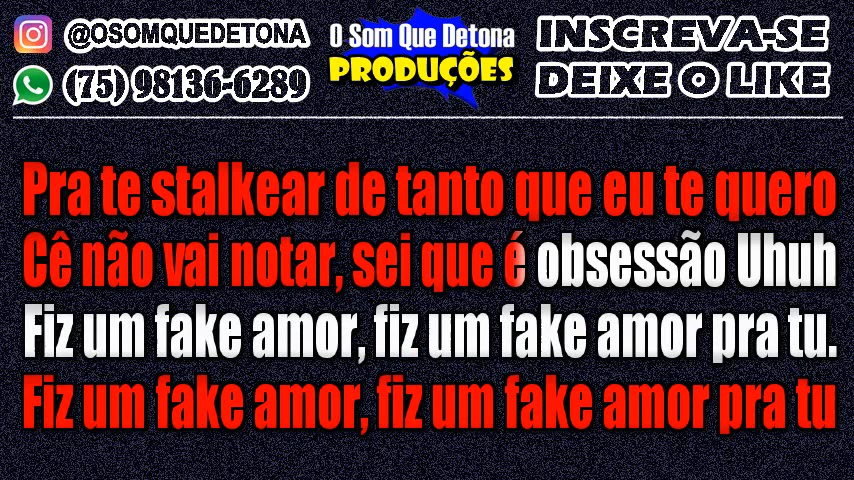 @OSOMQUEDETONA
(75) 98136-6289
O Som Que Detona
PRODUÇÕES
INSCREVA-SE
DEIXE O LIKE
Pra te stalkear de tanto que eu te quero
Cê não vai notar, sei que é obsessão Uhuh
Fiz um fake amor, fiz um fake amor pra tu.
Fiz um fake amor, fiz um fake amor pra tu